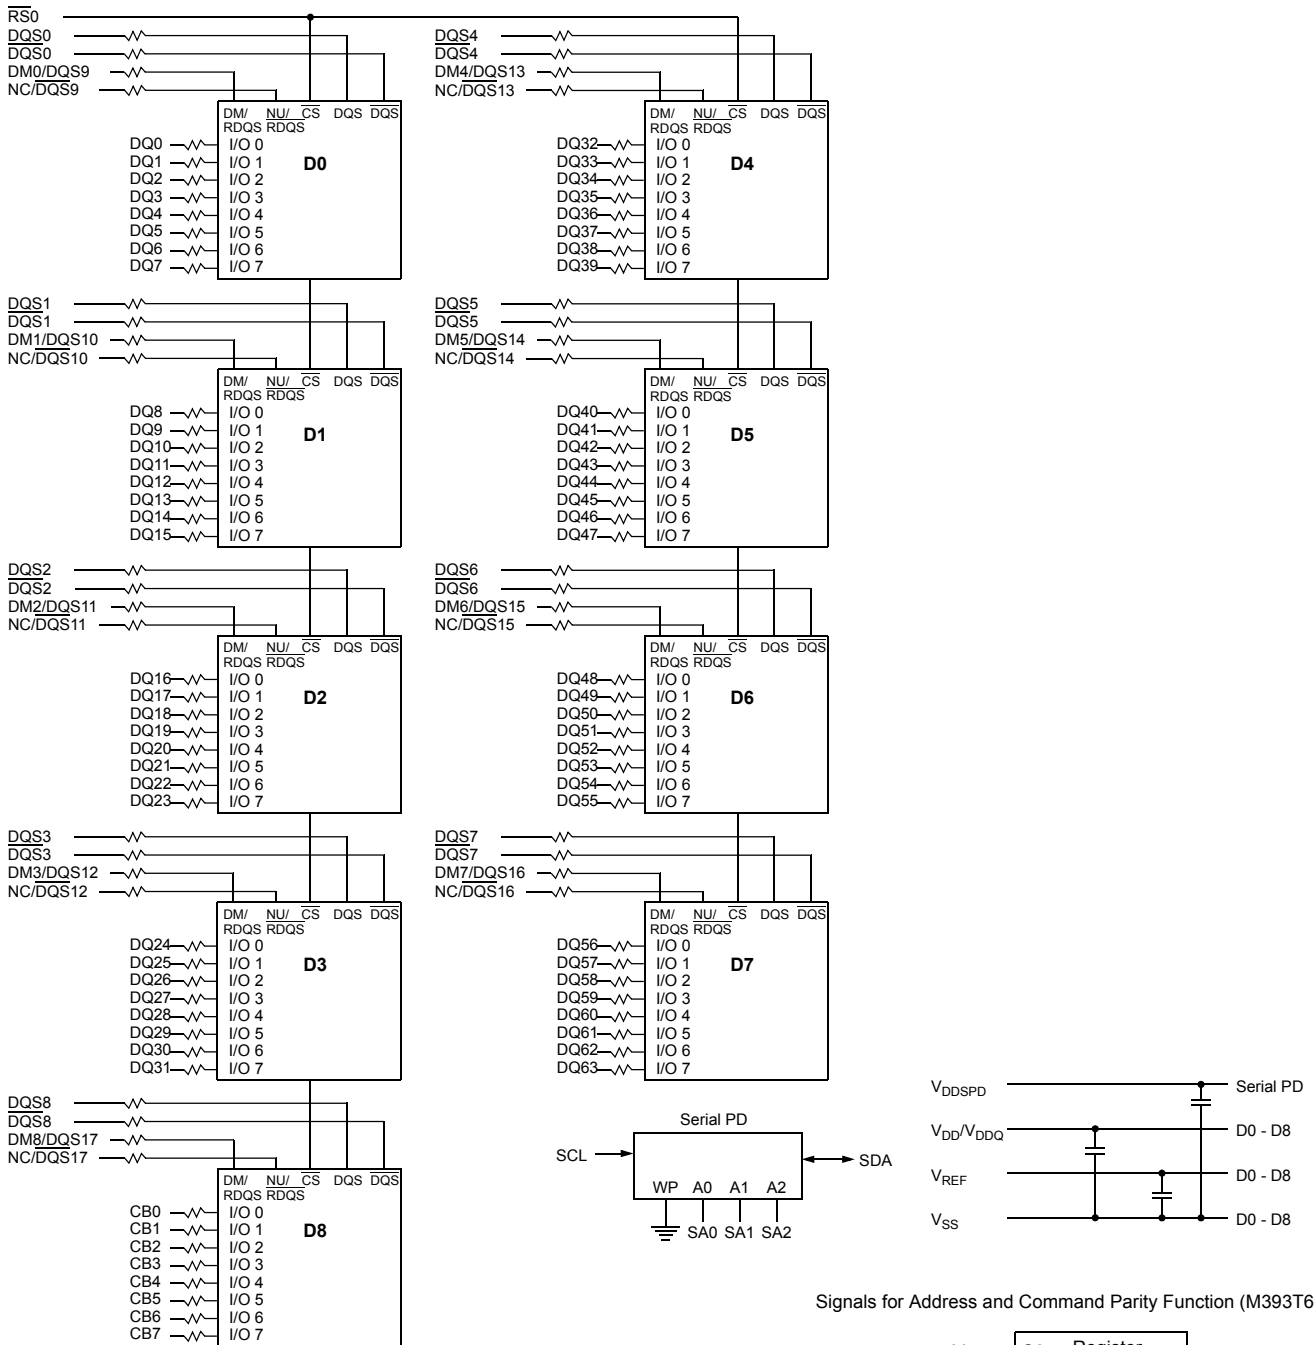 RS0
DQS0
DQS0
DM0/DQS9
NC/DQS9
DM/ NU/ CS DQS DQS
RDQS RDQS
D0
DQ0 I/O 0
DQ1 I/O 1
DQ2 I/O 2
DQ3 I/O 3
DQ4 I/O 4
DQ5 I/O 5
DQ6 I/O 6
DQ7 I/O 7
DQS1
DQS1
DM1/DQS10
NC/DQS10
DM/ NU/ CS DQS DQS
RDQS RDQS
D1
DQ8 I/O 0
DQ9 I/O 1
DQ10 I/O 2
DQ11 I/O 3
DQ12 I/O 4
DQ13 I/O 5
DQ14 I/O 6
DQ15 I/O 7
DQS2
DQS2
DM2/DQS11
NC/DQS11
DM/ NU/ CS DQS DQS
RDQS RDQS
D2
DQ16 I/O 0
DQ17 I/O 1
DQ18 I/O 2
DQ19 I/O 3
DQ20 I/O 4
DQ21 I/O 5
DQ22 I/O 6
DQ23 I/O 7
DQS3
DQS3
DM3/DQS12
NC/DQS12
DM/ NU/ CS DQS DQS
RDQS RDQS
D3
DQ24 I/O 0
DQ25 I/O 1
DQ26 I/O 2
DQ27 I/O 3
DQ28 I/O 4
DQ29 I/O 5
DQ30 I/O 6
DQ31 I/O 7
DQS8
DQS8
DM8/DQS17
NC/DQS17
DM/ NU/ CS DQS DQS
RDQS RDQS
D8
CB0 I/O 0
CB1 I/O 1
CB2 I/O 2
CB3 I/O 3
CB4 I/O 4
CB5 I/O 5
CB6 I/O 6
CB7 I/O 7
DQS4
DQS4
DM4/DQS13
NC/DQS13
DM/ NU/ CS DQS DQS
RDQS RDQS
D4
DQ32 I/O 0
DQ33 I/O 1
DQ34 I/O 2
DQ35 I/O 3
DQ36 I/O 4
DQ37 I/O 5
DQ38 I/O 6
DQ39 I/O 7
DQS5
DQS5
DM5/DQS14
NC/DQS14
DM/ NU/ CS DQS DQS
RDQS RDQS
D5
DQ40 I/O 0
DQ41 I/O 1
DQ42 I/O 2
DQ43 I/O 3
DQ44 I/O 4
DQ45 I/O 5
DQ46 I/O 6
DQ47 I/O 7
DQS6
DQS6
DM6/DQS15
NC/DQS15
DM/ NU/ CS DQS DQS
RDQS RDQS
D6
DQ48 I/O 0
DQ49 I/O 1
DQ50 I/O 2
DQ51 I/O 3
DQ52 I/O 4
DQ53 I/O 5
DQ54 I/O 6
DQ55 I/O 7
DQS7
DQS7
DM7/DQS16
NC/DQS16
DM/ NU/ CS DQS DQS
RDQS RDQS
D7
DQ56 I/O 0
DQ57 I/O 1
DQ58 I/O 2
DQ59 I/O 3
DQ60 I/O 4
DQ61 I/O 5
DQ62 I/O 6
DQ63 I/O 7
Serial PD
SCL SDA
WP A0 A1 A2
SA0 SA1 SA2
VDDSPD Serial PD
VDD/VDDQ D0 - D8
VREF D0 - D8
VSS D0 - D8
Signals for Address and Command Parity Function (M393T6
Register